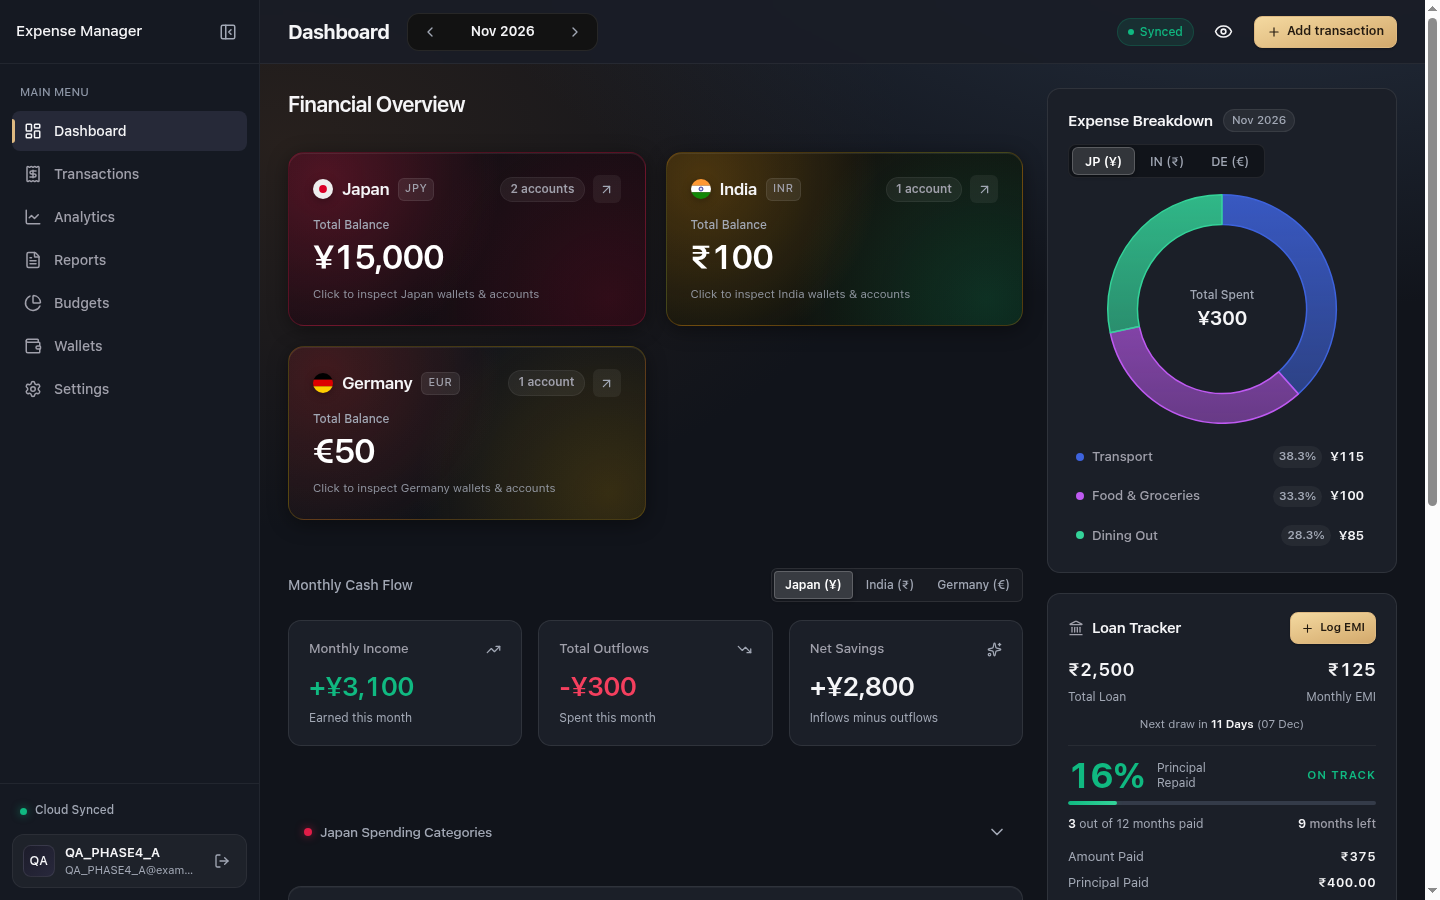 Expense Manager
MAIN MENU
Dashboard
Transactions
Analytics
Reports
Budgets
Wallets
Settings
Cloud Synced
QA
QA_PHASE4_A
QA_PHASE4_A@exam...
Dashboard
Nov 2026
Synced
+ Add transaction
Financial Overview
Japan JPY 2 accounts
Total Balance
¥15,000
Click to inspect Japan wallets & accounts
India INR 1 account
Total Balance
₹100
Click to inspect India wallets & accounts
Germany EUR 1 account
Total Balance
€50
Click to inspect Germany wallets & accounts
Monthly Cash Flow
Japan (¥) India (₹) Germany (€)
Monthly Income
+¥3,100
Earned this month
Total Outflows
-¥300
Spent this month
Net Savings
+¥2,800
Inflows minus outflows
Japan Spending Categories
Expense Breakdown Nov 2026
JP (¥) IN (₹) DE (€)
Total Spent
¥300
Transport 38.3% ¥115
Food & Groceries 33.3% ¥100
Dining Out 28.3% ¥85
Loan Tracker
+ Log EMI
₹2,500 ₹125
Total Loan Monthly EMI
Next draw in 11 Days (07 Dec)
16% Principal Repaid ON TRACK
3 out of 12 months paid 9 months left
Amount Paid ₹375
Principal Paid ₹400.00